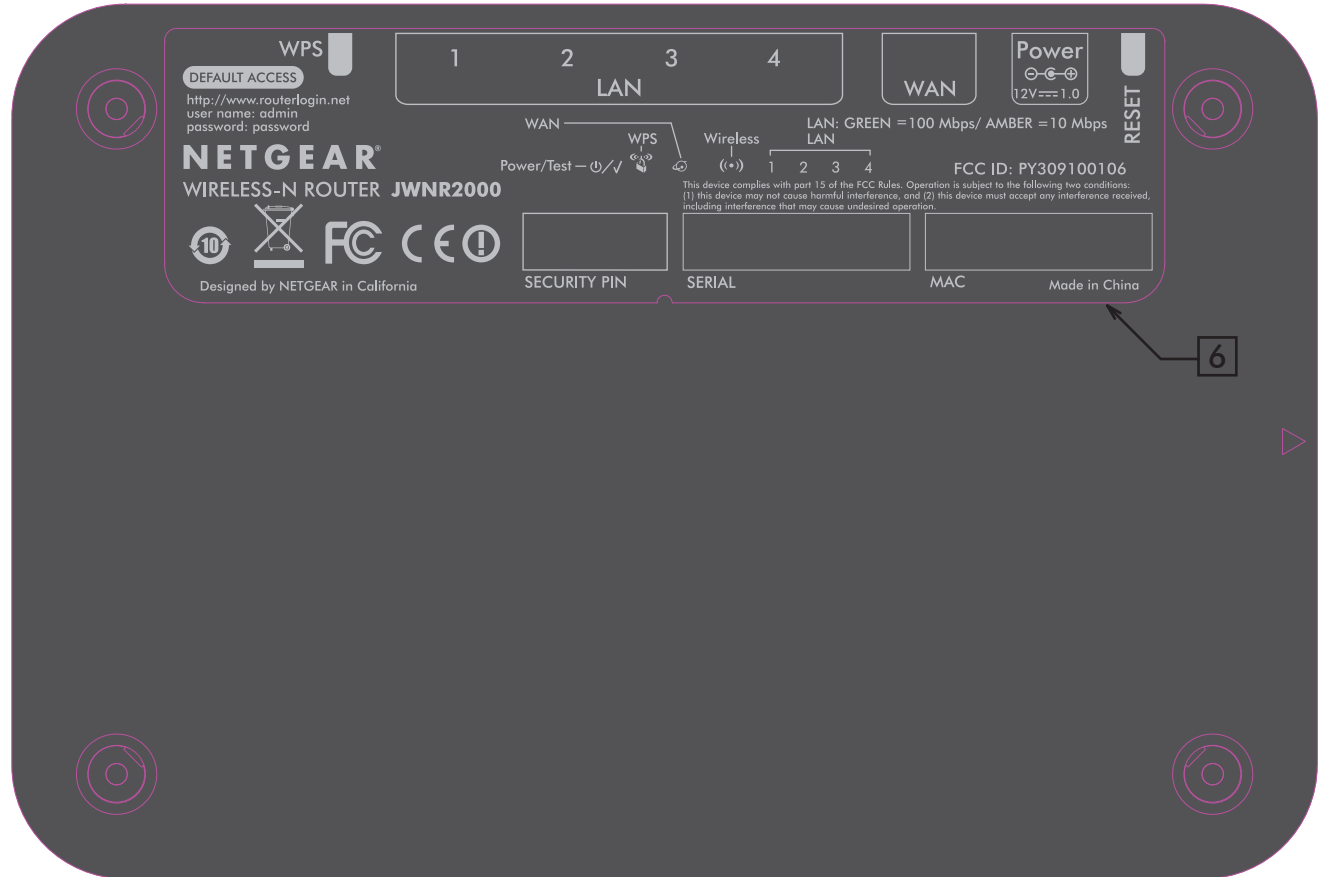 WPS
1 2 3 4
LAN
WAN
Power
12V 1.0
RESET
DEFAULT ACCESS
http://www.routerlogin.net
user name: admin
password: password
NETGEAR®
WIRELESS-N ROUTER JWNR2000
WAN
WPS
Power/Test
Wireless
LAN: GREEN =100 Mbps/ AMBER =10 Mbps
LAN
1 2 3 4
FCC ID: PY309100106
This device complies with part 15 of the FCC Rules. Operation is subject to the following two conditions:
(1) this device may not cause harmful interference, and (2) this device must accept any interference received,
including interference that may cause undesired operation.
10
FC
CE
Designed by NETGEAR in California
SECURITY PIN
SERIAL
MAC
Made in China
6